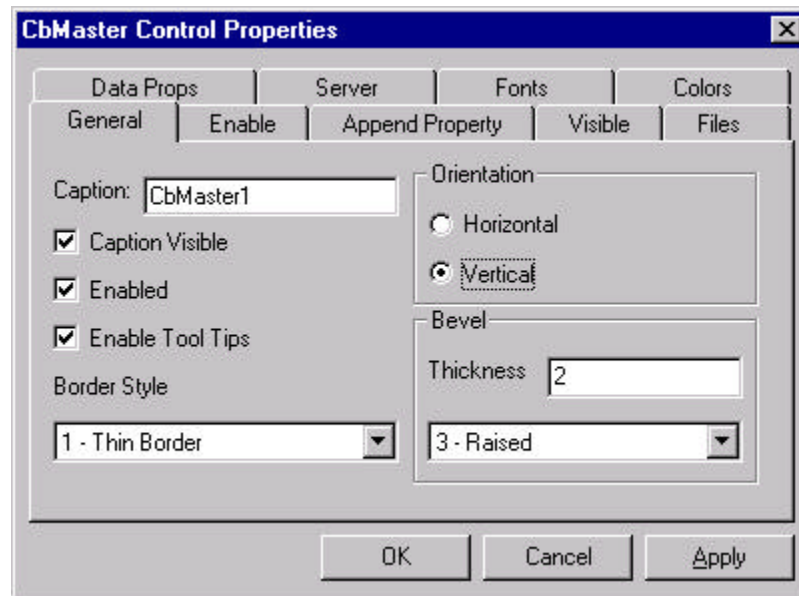 CbMaster Control Properties
Data Props Server Fonts Colors
General Enable Append Property Visible Files
Caption: CbMaster1
Caption Visible
Enabled
Enable Tool Tips
Border Style
1 - Thin Border
Orientation
Horizontal
Vertical
Bevel
Thickness 2
3 - Raised
OK Cancel Apply